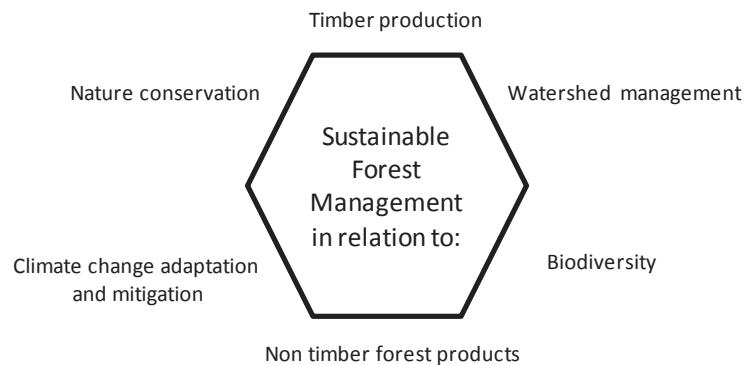 Timber production
Nature conservation
Watershed management
Sustainable
Forest
Management
in relation to:
Climate change adaptation
and mitigation
Biodiversity
Non timber forest products